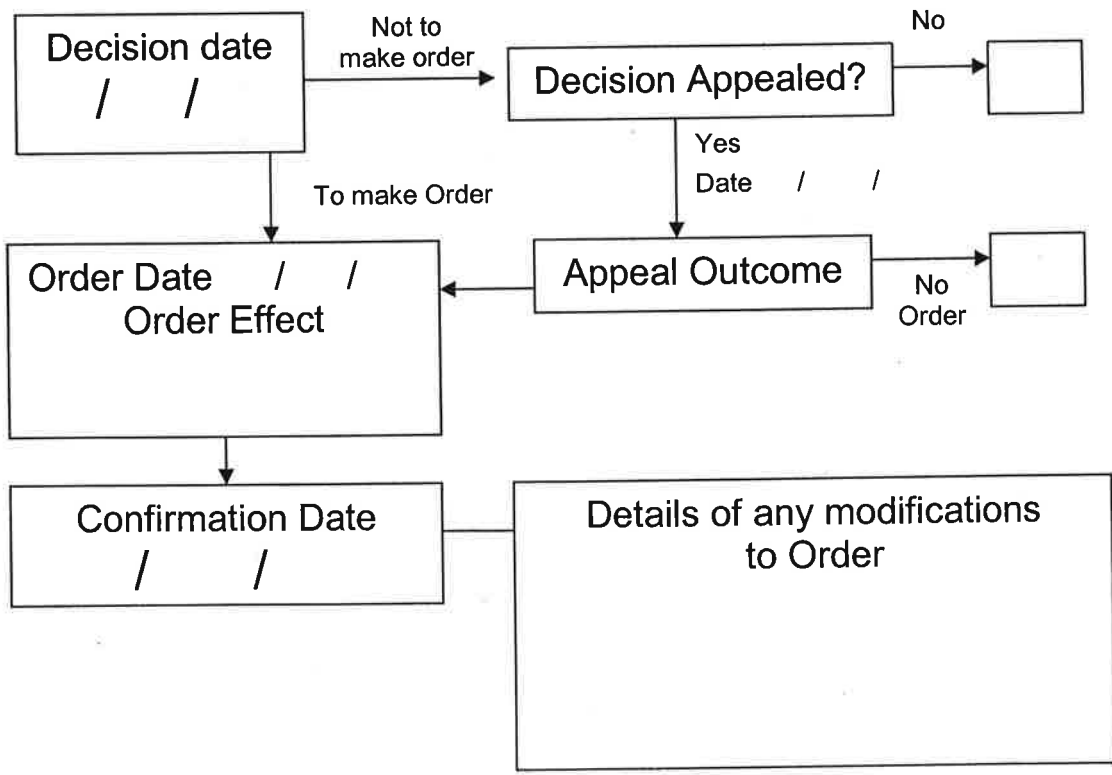 Decision date
/ /
Not to
make order
Decision Appealed?
No
Yes
Date / /
To make Order
Order Date / /
Order Effect
Appeal Outcome
No
Order
Confirmation Date
/ /
Details of any modifications
to Order